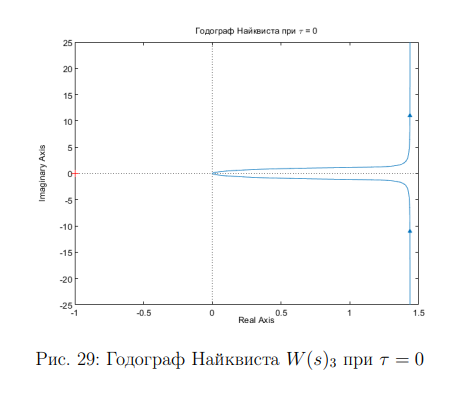 Годограф Найквиста при τ = 0
25
20
15
10
5
0
-5
-10
-15
-20
-25
Imaginary Axis
-1 -0.5 0 0.5 1 1.5
Real Axis
Рис. 29: Годограф Найквиста W(s)₃ при τ = 0